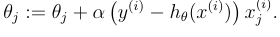 θ_j := θ_j + α (y^{(i)} − h_θ(x^{(i)})) x_j^{(i)}.